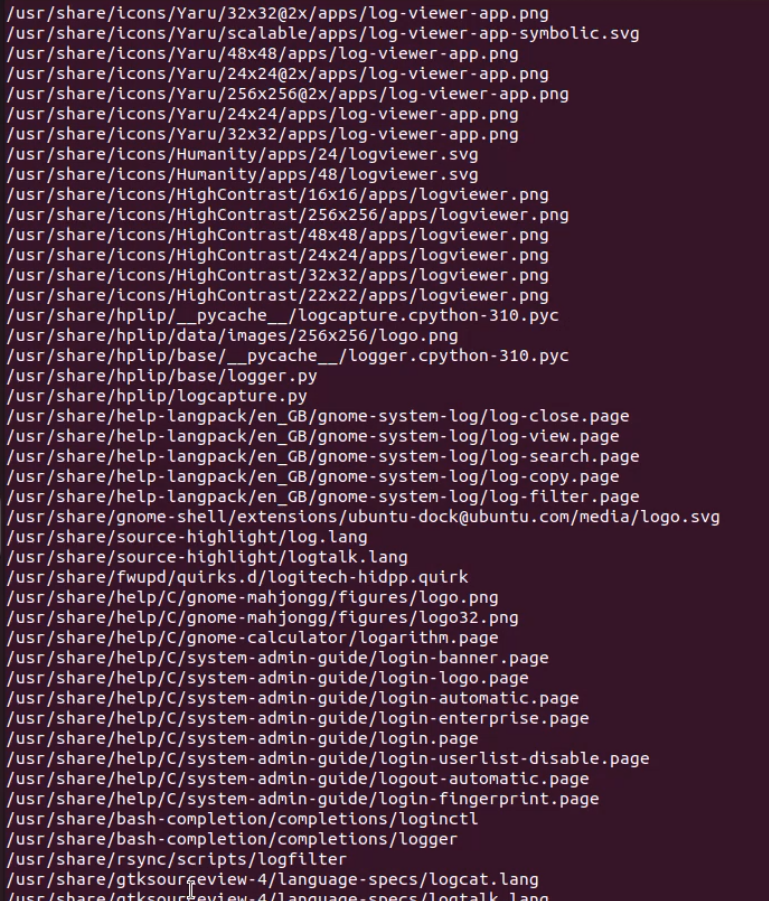 /usr/share/icons/Yaru/32x32@2x/apps/log-viewer-app.png
/usr/share/icons/Yaru/scalable/apps/log-viewer-app-symbolic.svg
/usr/share/icons/Yaru/48x48/apps/log-viewer-app.png
/usr/share/icons/Yaru/24x24@2x/apps/log-viewer-app.png
/usr/share/icons/Yaru/256x256@2x/apps/log-viewer-app.png
/usr/share/icons/Yaru/24x24/apps/log-viewer-app.png
/usr/share/icons/Yaru/32x32/apps/log-viewer-app.png
/usr/share/icons/Humanity/apps/24/logviewer.svg
/usr/share/icons/Humanity/apps/48/logviewer.svg
/usr/share/icons/HighContrast/16x16/apps/logviewer.png
/usr/share/icons/HighContrast/256x256/apps/logviewer.png
/usr/share/icons/HighContrast/48x48/apps/logviewer.png
/usr/share/icons/HighContrast/24x24/apps/logviewer.png
/usr/share/icons/HighContrast/32x32/apps/logviewer.png
/usr/share/icons/HighContrast/22x22/apps/logviewer.png
/usr/share/hplip/__pycache__/logcapture.cpython-310.pyc
/usr/share/hplip/data/images/256x256/logo.png
/usr/share/hplip/base/__pycache__/logger.cpython-310.pyc
/usr/share/hplip/base/logger.py
/usr/share/hplip/logcapture.py
/usr/share/help-langpack/en_GB/gnome-system-log/log-close.page
/usr/share/help-langpack/en_GB/gnome-system-log/log-view.page
/usr/share/help-langpack/en_GB/gnome-system-log/log-search.page
/usr/share/help-langpack/en_GB/gnome-system-log/log-copy.page
/usr/share/help-langpack/en_GB/gnome-system-log/log-filter.page
/usr/share/gnome-shell/extensions/ubuntu-dock@ubuntu.com/media/logo.svg
/usr/share/source-highlight/log.lang
/usr/share/source-highlight/logtalk.lang
/usr/share/fwupd/quirks.d/logitech-hidpp.quirk
/usr/share/help/C/gnome-mahjongg/figures/logo.png
/usr/share/help/C/gnome-mahjongg/figures/logo32.png
/usr/share/help/C/gnome-calculator/logarithm.page
/usr/share/help/C/system-admin-guide/login-banner.page
/usr/share/help/C/system-admin-guide/login-logo.page
/usr/share/help/C/system-admin-guide/login-automatic.page
/usr/share/help/C/system-admin-guide/login-enterprise.page
/usr/share/help/C/system-admin-guide/login.page
/usr/share/help/C/system-admin-guide/login-userlist-disable.page
/usr/share/help/C/system-admin-guide/logout-automatic.page
/usr/share/help/C/system-admin-guide/login-fingerprint.page
/usr/share/bash-completion/completions/loginctl
/usr/share/bash-completion/completions/logger
/usr/share/rsync/scripts/logfilter
/usr/share/gtksourceview-4/language-specs/logcat.lang
/usr/share/gtksourceview-4/language-specs/logtalk.lang